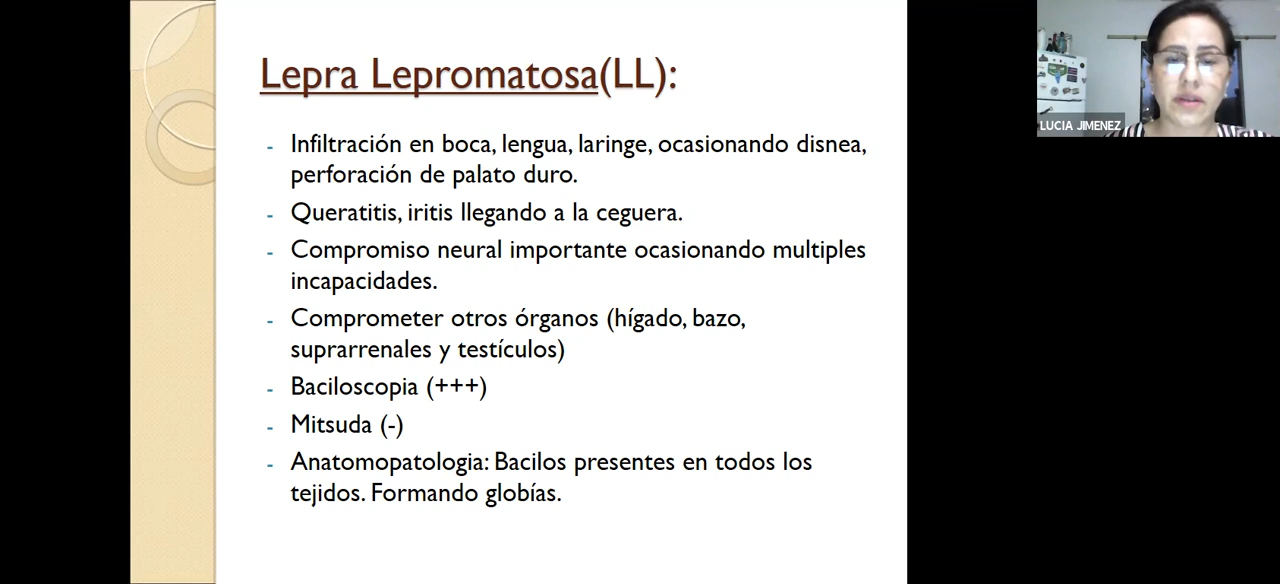 Lepra Lepromatosa(LL):
- Infiltración en boca, lengua, laringe, ocasionando disnea,
perforación de palato duro.
- Queratitis, iritis llegando a la ceguera.
- Compromiso neural importante ocasionando multiples
incapacidades.
- Comprometer otros órganos (hígado, bazo,
suprarrenales y testículos)
- Baciloscopia (+++)
- Mitsuda (-)
- Anatomopatologia: Bacilos presentes en todos los
tejidos. Formando globías.
LUCIA JIMENEZ